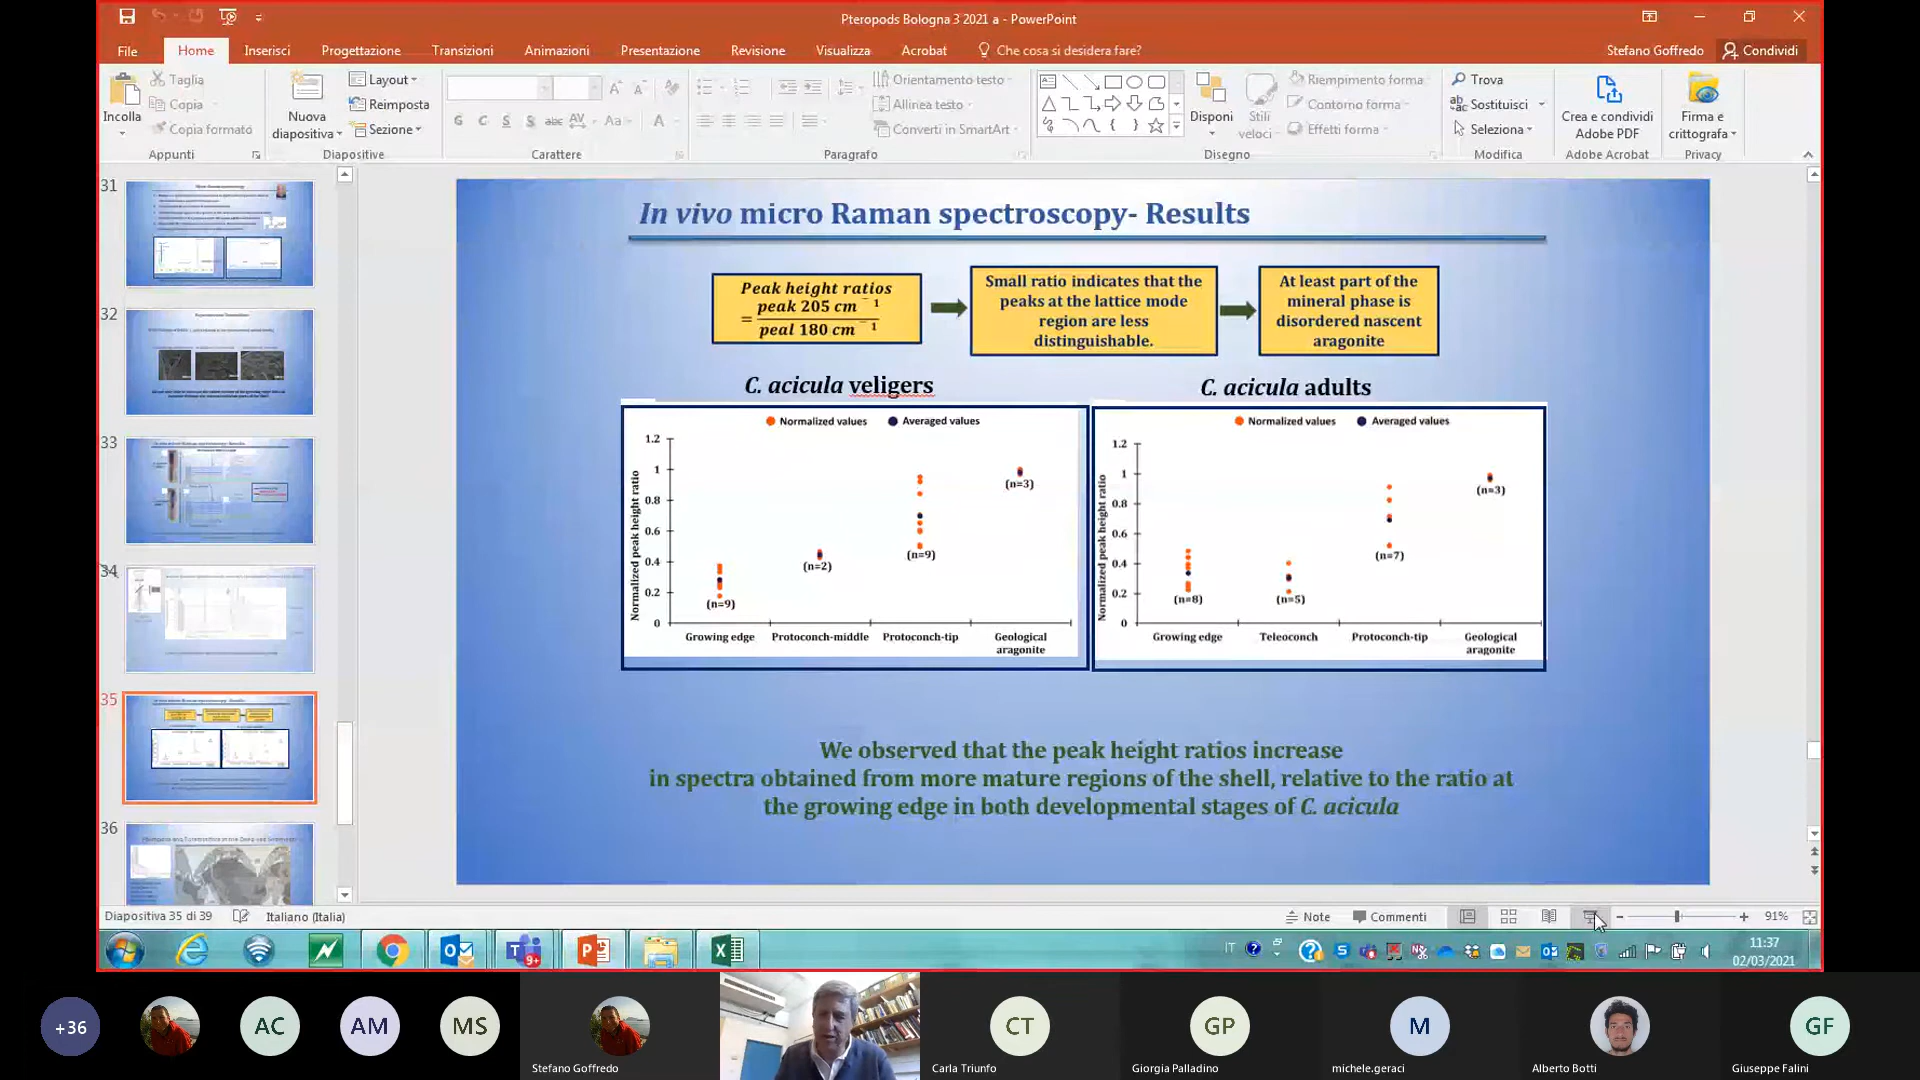 Pteropods Bologna 3 2021 a - PowerPoint
File
Home
Inserisci
Progettazione
Transizioni
Animazioni
Presentazione
Revisione
Visualizza
Acrobat
Che cosa si desidera fare?
Stefano Goffredo
Condividi
Incolla
Taglia
Copia
Copia formato
Appunti
Nuova
diapositiva
Layout
Reimposta
Sezione
Diapositive
G C S S abc AV Aa A
Carattere
Orientamento testo
Allinea testo
Converti in SmartArt
Paragrafo
Disponi
Stili
veloci
Riempimento forma
Contorno forma
Effetti forma
Disegno
Trova
Sostituisci
Seleziona
Modifica
Crea e condividi
Adobe PDF
Adobe Acrobat
Firma e
crittografa
Privacy
31
32
33
34
35
36
In vivo micro Raman spectroscopy- Results
Peak height ratios
= peak 205 cm⁻¹
peal 180 cm⁻¹
Small ratio indicates that the
peaks at the lattice mode
region are less
distinguishable.
At least part of the
mineral phase is
disordered nascent
aragonite
C. acicula veligers
Normalized values
Averaged values
Normalized peak height ratio
1.2
1
0.8
0.6
0.4
0.2
0
(n=9)
(n=2)
(n=9)
(n=3)
Growing edge
Protoconch-middle
Protoconch-tip
Geological
aragonite
C. acicula adults
Normalized values
Averaged values
Normalized peak height ratio
1.2
1
0.8
0.6
0.4
0.2
0
(n=8)
(n=5)
(n=7)
(n=3)
Growing edge
Teleoconch
Protoconch-tip
Geological
aragonite
We observed that the peak height ratios increase
in spectra obtained from more mature regions of the shell, relative to the ratio at
the growing edge in both developmental stages of C. acicula
Diapositiva 35 di 39
Italiano (Italia)
Note
Commenti
91%
9+
IT
11:37
02/03/2021
+36
AC
AM
MS
Stefano Goffredo
CT
Carla Triunfo
GP
Giorgia Palladino
M
michele.geraci
Alberto Botti
GF
Giuseppe Falini